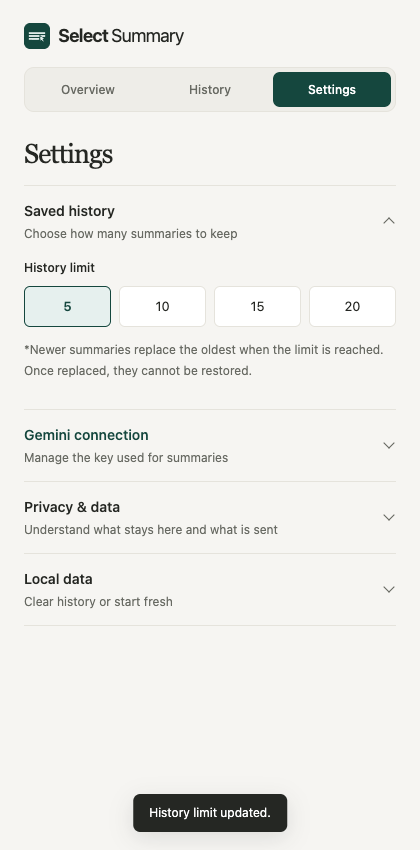 Select Summary
Overview History Settings
Settings
Saved history
Choose how many summaries to keep
History limit
5 10 15 20
*Newer summaries replace the oldest when the limit is reached.
Once replaced, they cannot be restored.
Gemini connection
Manage the key used for summaries
Privacy & data
Understand what stays here and what is sent
Local data
Clear history or start fresh
History limit updated.